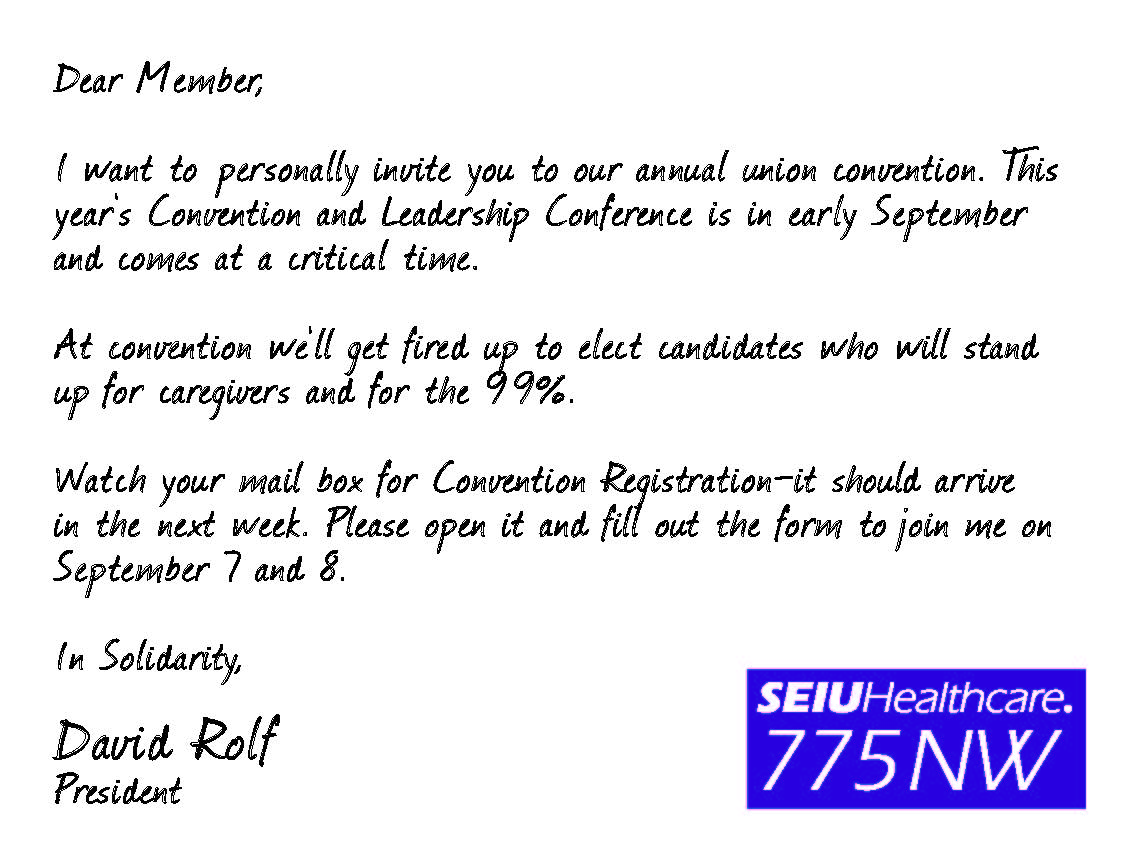 Dear Member,
I want to personally invite you to our annual union convention. This
year's Convention and Leadership Conference is in early September
and comes at a critical time.
At convention we'll get fired up to elect candidates who will stand
up for caregivers and for the 99%.
Watch your mail box for Convention Registration-it should arrive
in the next week. Please open it and fill out the form to join me on
September 7 and 8.
In Solidarity,
David Rolf
President
SEIUHealthcare.
775NW